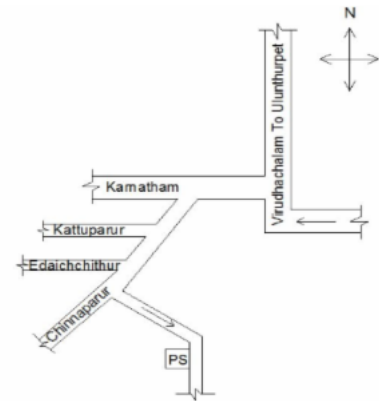 N
Virudhachalam To Ulunthurpet
Kamatham
Kattuparur
Edaichchithur
Chinnaparur
PS